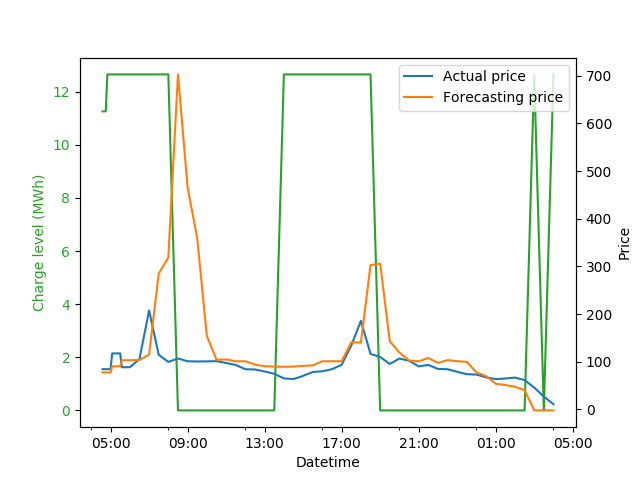 Actual price
Forecasting price
12
10
8
6
4
2
0
Charge level (MWh)
700
600
500
400
300
200
100
0
Price
05:00 09:00 13:00 17:00 21:00 01:00 05:00
Datetime